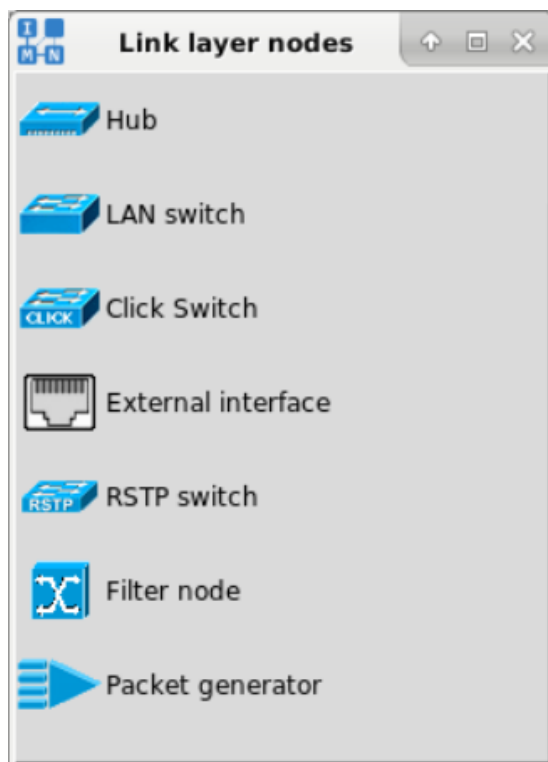 I
M N
Link layer nodes
Hub
LAN switch
CLICK
Click Switch
External interface
RSTP
RSTP switch
Filter node
Packet generator